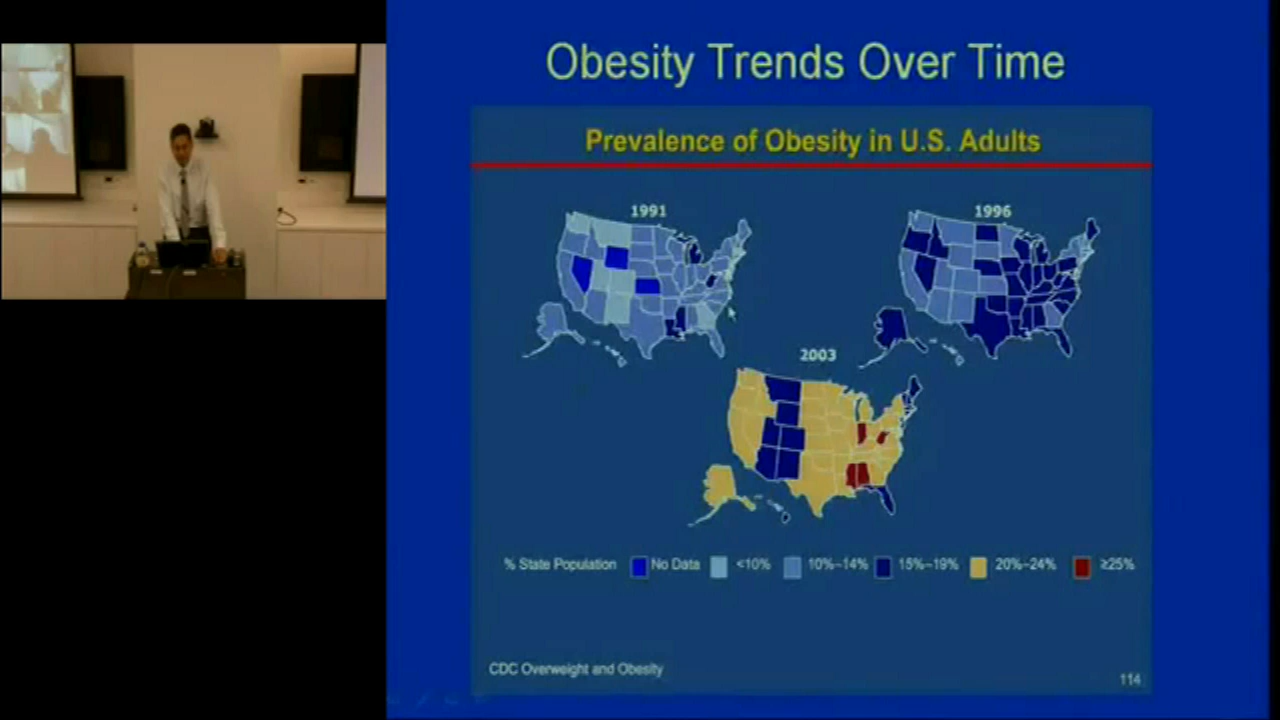 Obesity Trends Over Time
Prevalence of Obesity in U.S. Adults
1991
1996
2003
% State Population No Data <10% 10%–14% 15%–19% 20%–24% ≥25%
CDC Overweight and Obesity
114